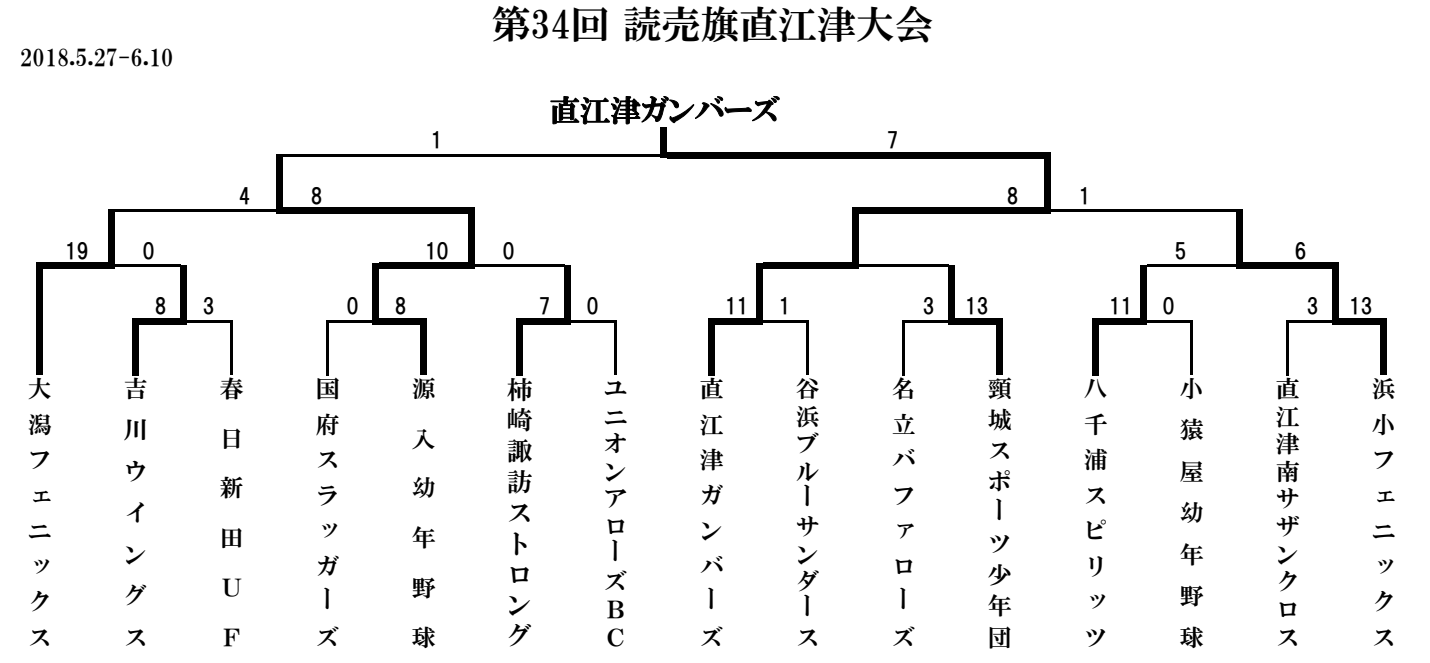 第34回 読売旗直江津大会
2018.5.27-6.10
直江津ガンバーズ
1 7
4 8 8 1
19 0 10 0 5 6
8 3 0 8 7 0 11 1 3 13 11 0 3 13
大潟フェニックス
吉川ウイングス
春日新田UF
国府スラッガーズ
源入幼年野球
柿崎諏訪ストロング
ユニオンアローズBC
直江津ガンバーズ
谷浜ブルーサンダース
名立バファローズ
頸城スポーツ少年団
八千浦スピリッツ
小猿屋幼年野球
直江津南サザンクロス
浜小フェニックス